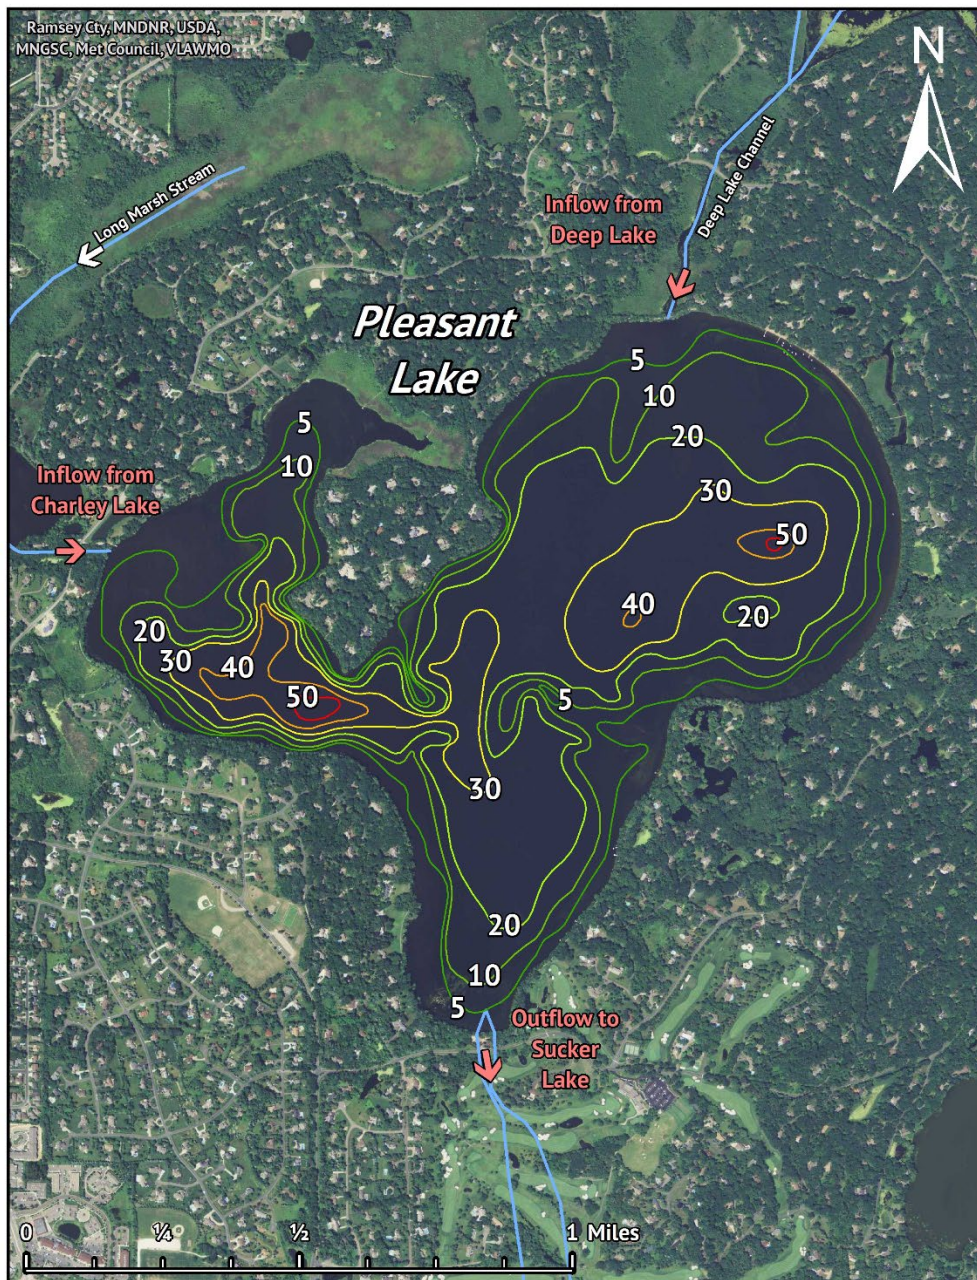 Ramsey Cty, MNDNR, USDA,
MNGSC, Met Council, VLAWMO
N
Long Marsh Stream
Deep Lake Channel
Inflow from
Deep Lake
Pleasant
Lake
5
10
20
30
50
40
20
5
10
Inflow from
Charley Lake
20
30
40
50
5
30
20
10
5
Outflow to
Sucker
Lake
0 ¼ ½ 1 Miles